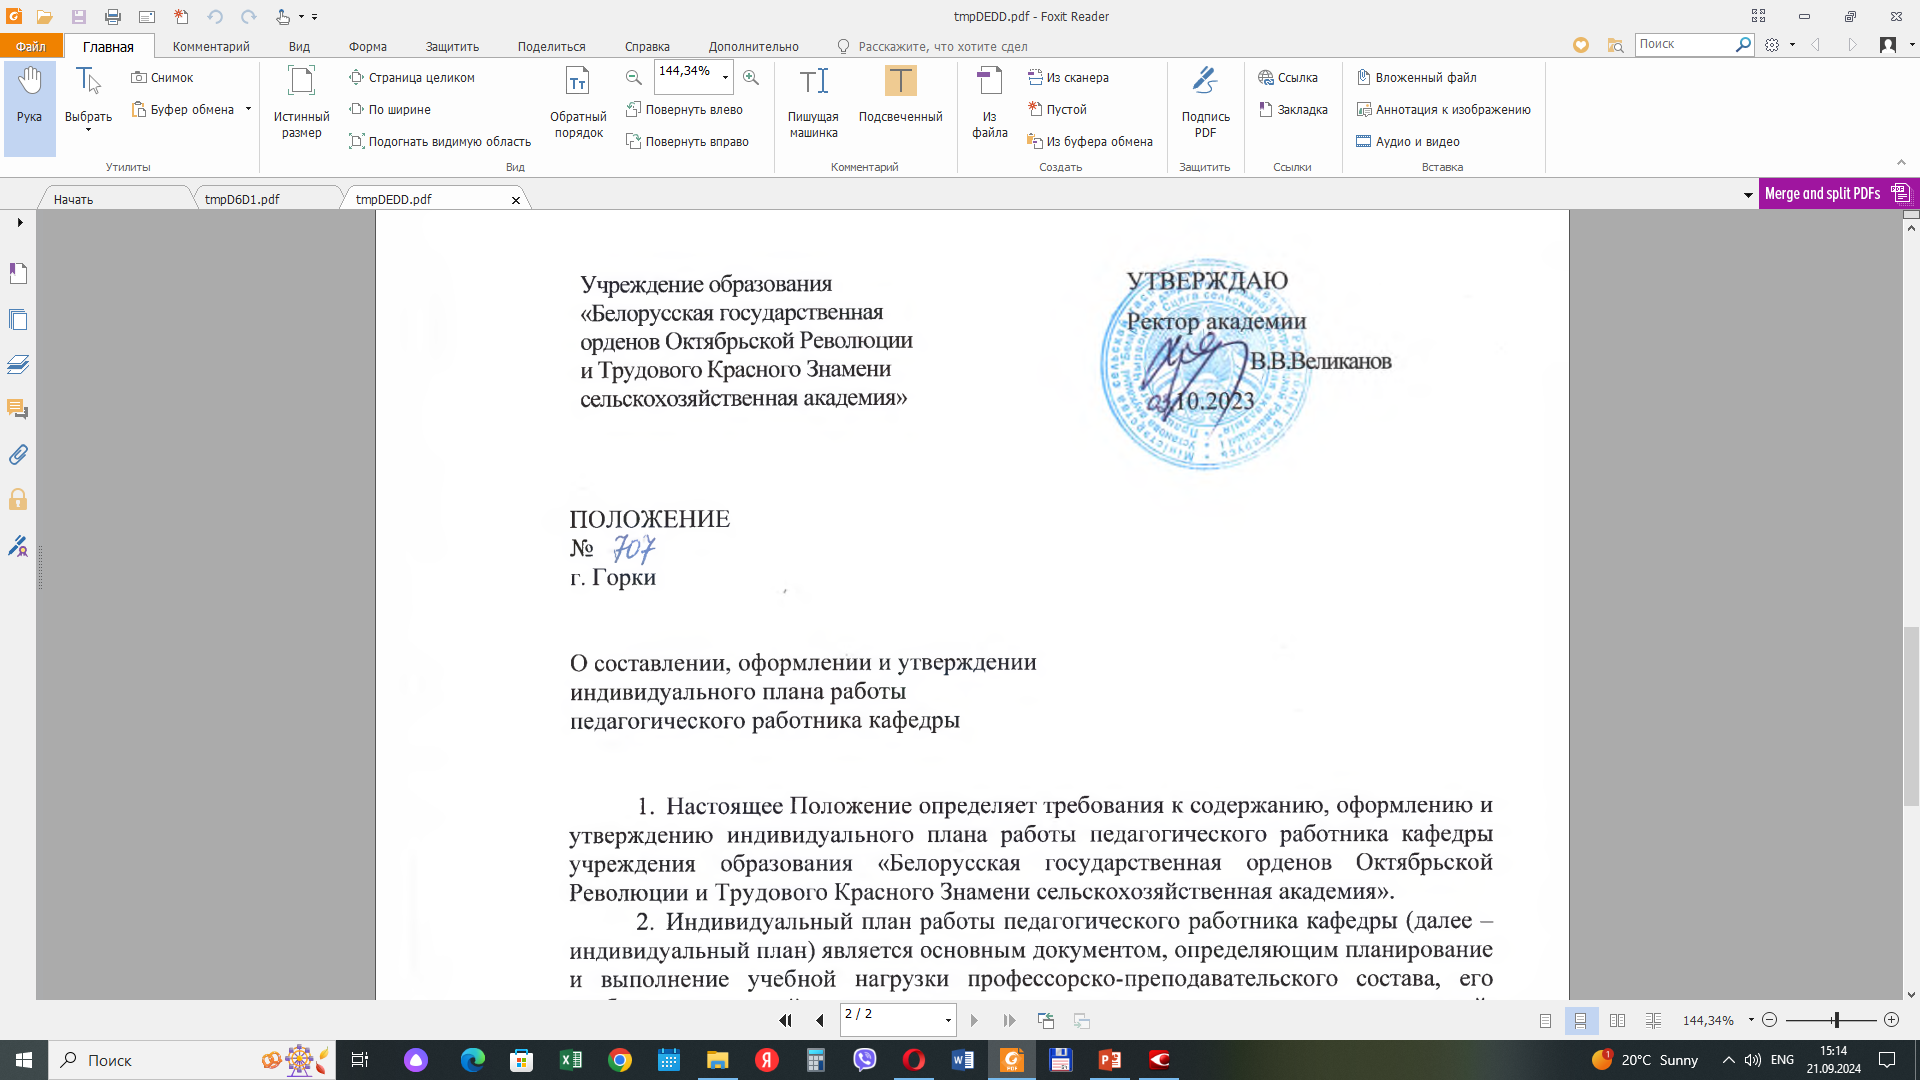 tmpDEDD.pdf - Foxit Reader
Файл Главная Комментарий Вид Форма Защитить Поделиться Справка Дополнительно Расскажите, что хотите сдел Поиск
Рука
Выбрать
Снимок
Буфер обмена
Утилиты
Истинный размер
Страница целиком
По ширине
Подогнать видимую область
Обратный порядок
144,34%
Повернуть влево
Повернуть вправо
Вид
Пишущая машинка
Подсвеченный
Комментарий
Из файла
Из сканера
Пустой
Из буфера обмена
Создать
Подпись PDF
Защитить
Ссылка
Закладка
Ссылки
Вложенный файл
Аннотация к изображению
Аудио и видео
Вставка
Начать tmpD6D1.pdf tmpDEDD.pdf Merge and split PDFs
Учреждение образования
«Белорусская государственная
орденов Октябрьской Революции
и Трудового Красного Знамени
сельскохозяйственная академия»
УТВЕРЖДАЮ
Ректор академии
В.В.Великанов
03.10.2023
ПОЛОЖЕНИЕ
№ 707
г. Горки
О составлении, оформлении и утверждении
индивидуального плана работы
педагогического работника кафедры
1. Настоящее Положение определяет требования к содержанию, оформлению и
утверждению индивидуального плана работы педагогического работника кафедры
учреждения образования «Белорусская государственная орденов Октябрьской
Революции и Трудового Красного Знамени сельскохозяйственная академия».
2. Индивидуальный план работы педагогического работника кафедры (далее –
индивидуальный план) является основным документом, определяющим планирование
и выполнение учебной нагрузки профессорско-преподавательского состава, его
2 / 2
144,34%
Поиск
20°C Sunny
ENG
15:14
21.09.2024